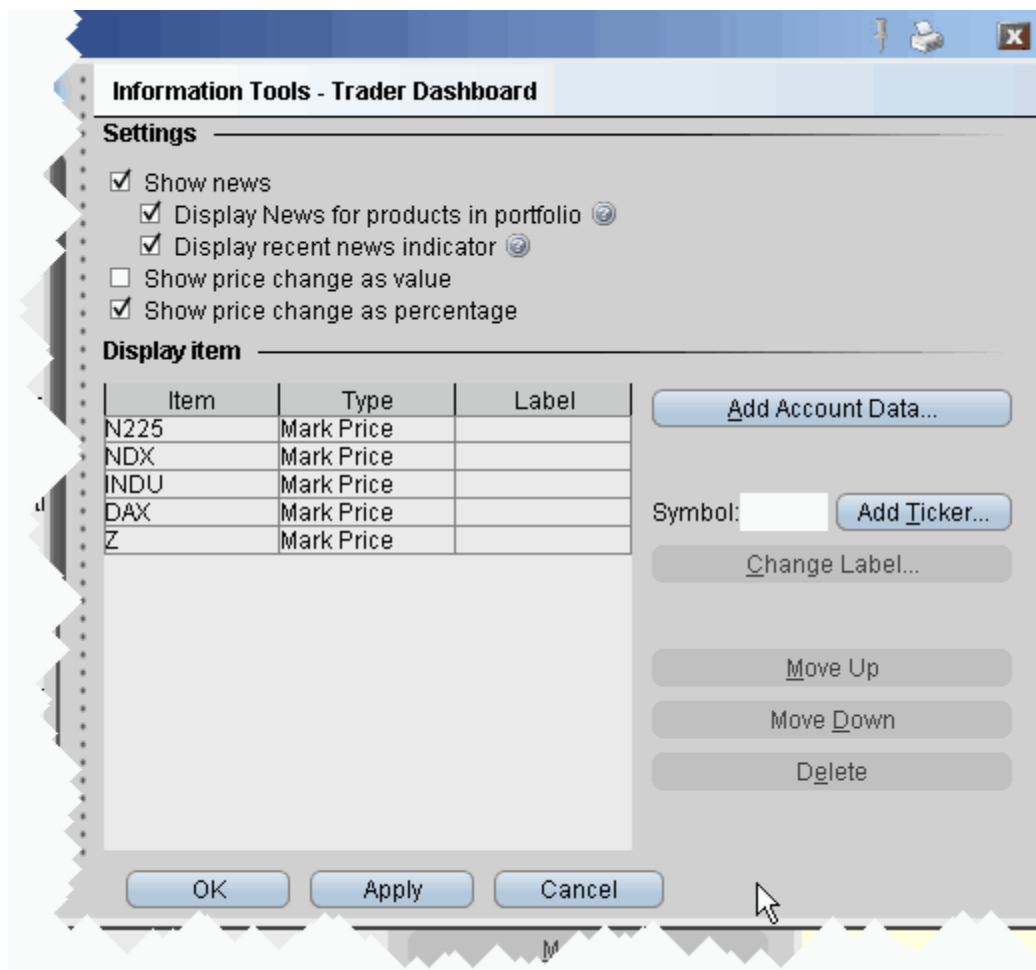 Information Tools - Trader Dashboard
Settings
Show news
Display News for products in portfolio
Display recent news indicator
Show price change as value
Show price change as percentage
Display item
Item Type Label
N225 Mark Price
NDX Mark Price
INDU Mark Price
DAX Mark Price
Z Mark Price
Add Account Data...
Symbol: Add Ticker...
Change Label...
Move Up
Move Down
Delete
OK Apply Cancel